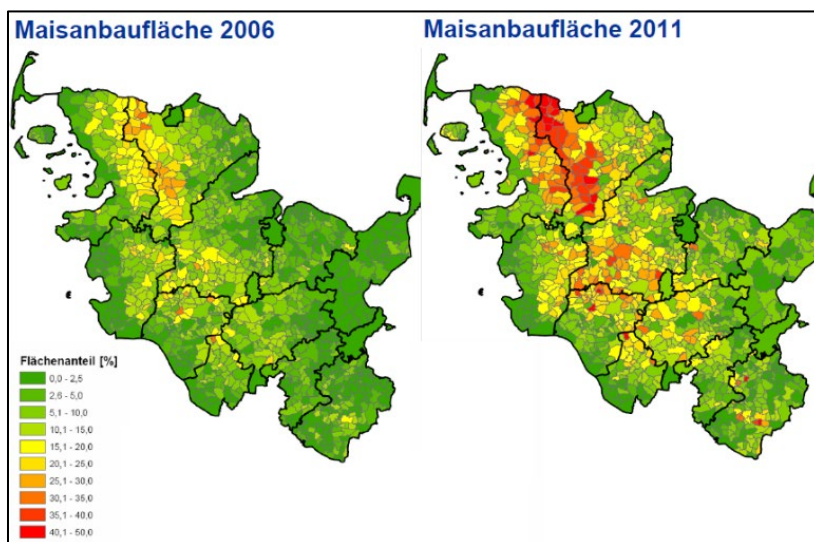 Maisanbaufläche 2006
Maisanbaufläche 2011
Flächenanteil [%]
0,0 - 2,5
2,6 - 5,0
5,1 - 10,0
10,1 - 15,0
15,1 - 20,0
20,1 - 25,0
25,1 - 30,0
30,1 - 35,0
35,1 - 40,0
40,1 - 50,0